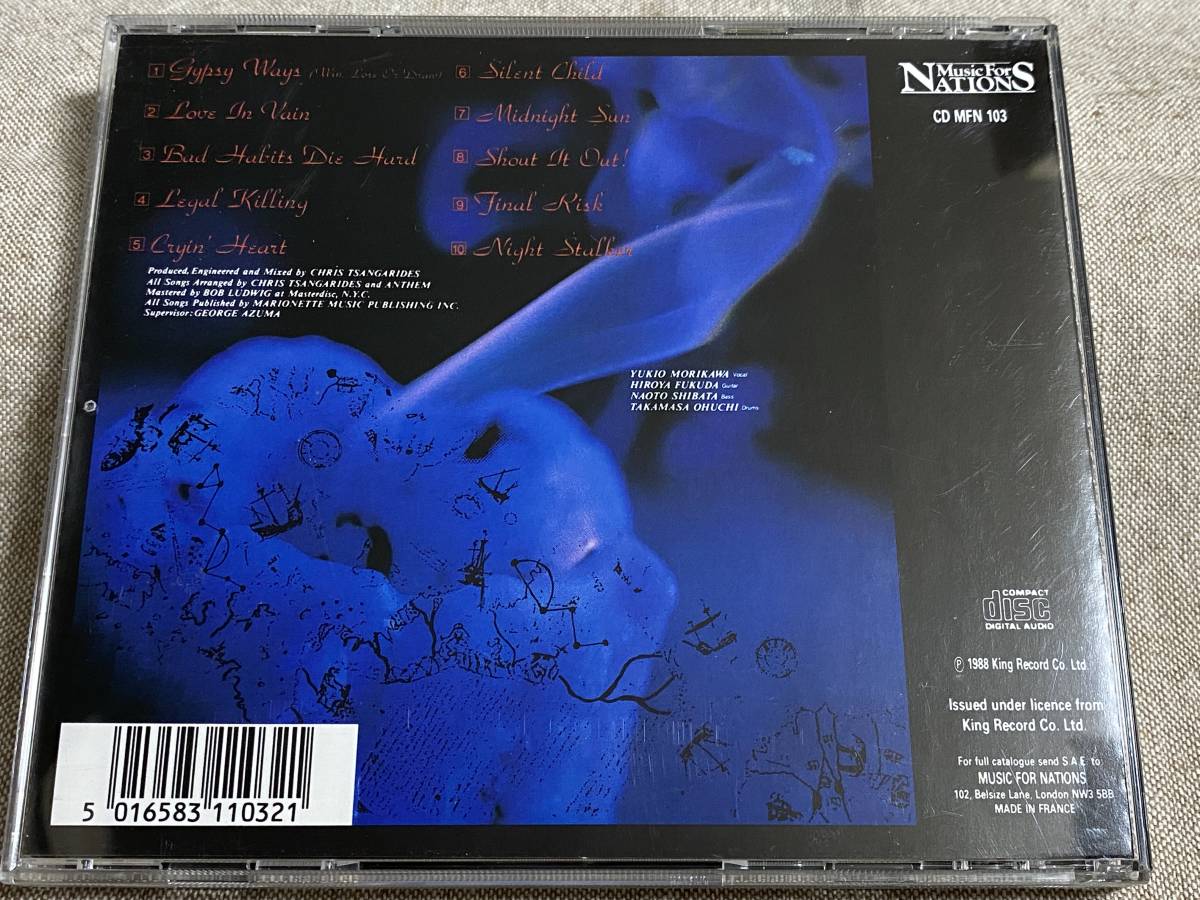 1 Gypsy Ways (Win, Lose Or Draw)
2 Love In Vain
3 Bad Habits Die Hard
4 Legal Killing
5 Cryin' Heart
6 Silent Child
7 Midnight Sun
8 Shout It Out!
9 Final Risk
10 Night Stalker
Produced, Engineered and Mixed by CHRIS TSANGARIDES
All Songs Arranged by CHRIS TSANGARIDES and ANTHEM
Mastered by BOB LUDWIG at Masterdisc, N.Y.C.
All Songs Published by MARIONETTE MUSIC PUBLISHING INC.
Supervisor: GEORGE AZUMA
YUKIO MORIKAWA Vocal
HIROYA FUKUDA Guitar
NAOTO SHIBATA Bass
TAKAMASA OHUCHI Drums
Music For
NATIONS
CD MFN 103
COMPACT
disc
DIGITAL AUDIO
℗ 1988 King Record Co. Ltd.
Issued under licence from
King Record Co. Ltd.
For full catalogue send S.A.E. to
MUSIC FOR NATIONS
102, Belsize Lane, London NW3 5BB
MADE IN FRANCE
5 016583 110321